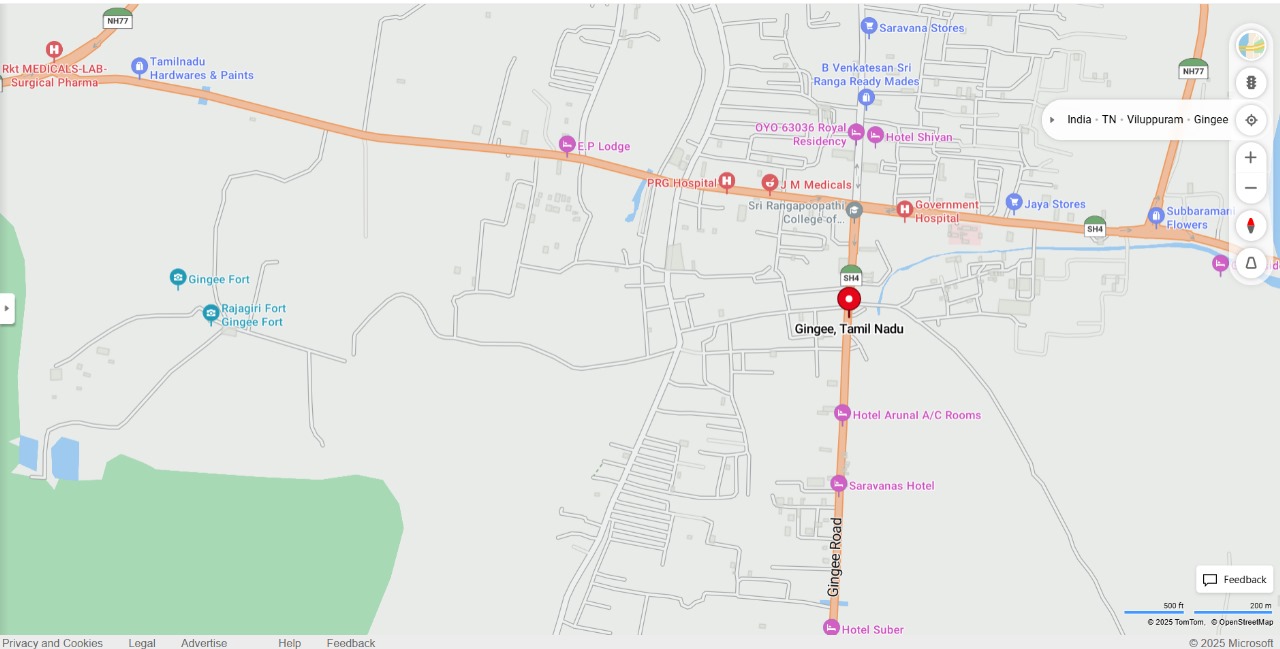 NH77
Saravana Stores
Rkt MEDICALS-LAB-
Surgical Pharma
Tamilnadu
Hardwares & Paints
B Venkatesan Sri
Ranga Ready Mades
NH77
India • TN • Viluppuram • Gingee
OYO 63036 Royal
Residency
Hotel Shivan
E P Lodge
PRG Hospital
J M Medicals
Sri Rangapoopathi
College of...
Government
Hospital
Jaya Stores
Subbaramani
Flowers
SH4
Gingee Fort
SH4
Rajagiri Fort
Gingee Fort
Gingee, Tamil Nadu
Hotel Arunal A/C Rooms
Saravanas Hotel
Gingee Road
Feedback
500 ft
200 m
© 2025 TomTom, © OpenStreetMap
Hotel Suber
Privacy and Cookies
Legal
Advertise
Help
Feedback
© 2025 Microsoft